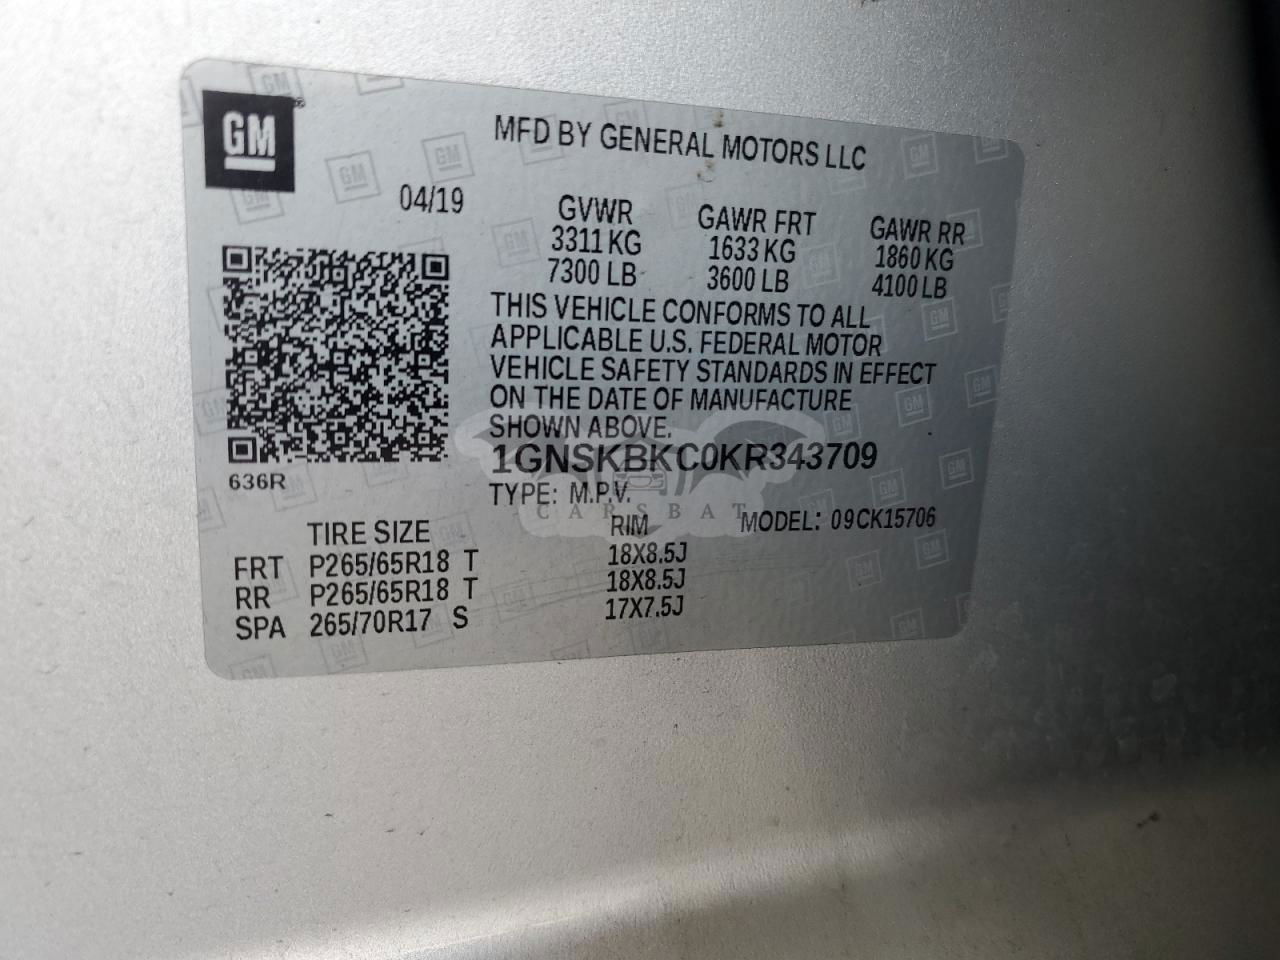 GM
MFD BY GENERAL MOTORS LLC
04/19
GVWR GAWR FRT GAWR RR
3311 KG 1633 KG 1860 KG
7300 LB 3600 LB 4100 LB
THIS VEHICLE CONFORMS TO ALL
APPLICABLE U.S. FEDERAL MOTOR
VEHICLE SAFETY STANDARDS IN EFFECT
ON THE DATE OF MANUFACTURE
SHOWN ABOVE.
1GNSKBKC0KR343709
636R
TYPE: M.P.V.
CARSBAT
MODEL: 09CK15706
TIRE SIZE RIM
FRT P265/65R18 T 18X8.5J
RR P265/65R18 T 18X8.5J
SPA 265/70R17 S 17X7.5J